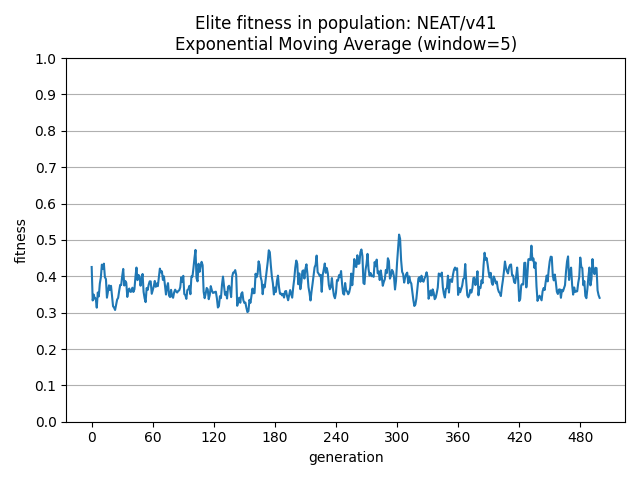 Elite fitness in population: NEAT/v41
Exponential Moving Average (window=5)
1.0
0.9
0.8
0.7
0.6
0.5
0.4
0.3
0.2
0.1
0.0
fitness
0 60 120 180 240 300 360 420 480
generation